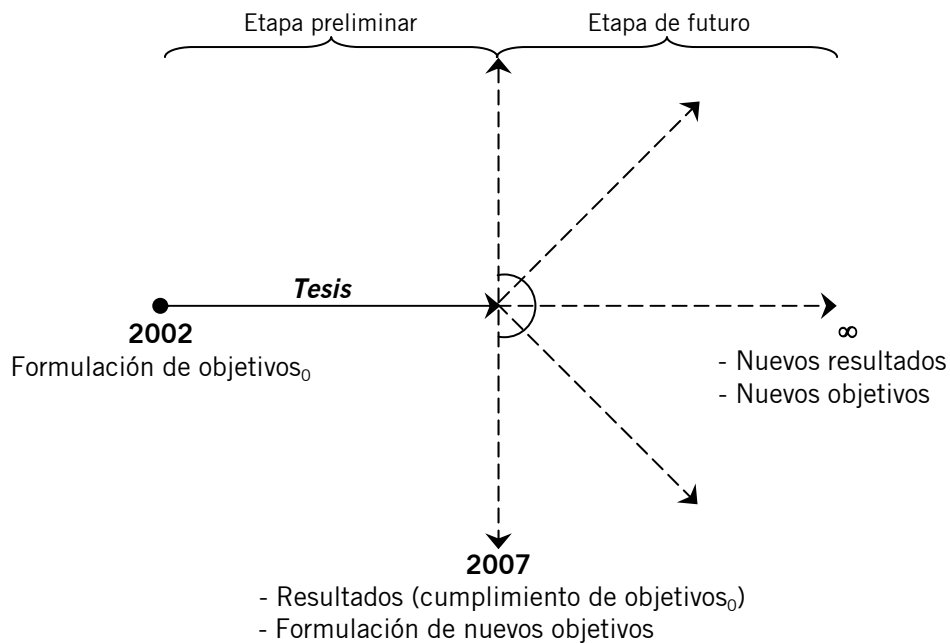 Etapa preliminar
Etapa de futuro
Tesis
2002
Formulación de objetivos₀
∞
- Nuevos resultados
- Nuevos objetivos
2007
- Resultados (cumplimiento de objetivos₀)
- Formulación de nuevos objetivos